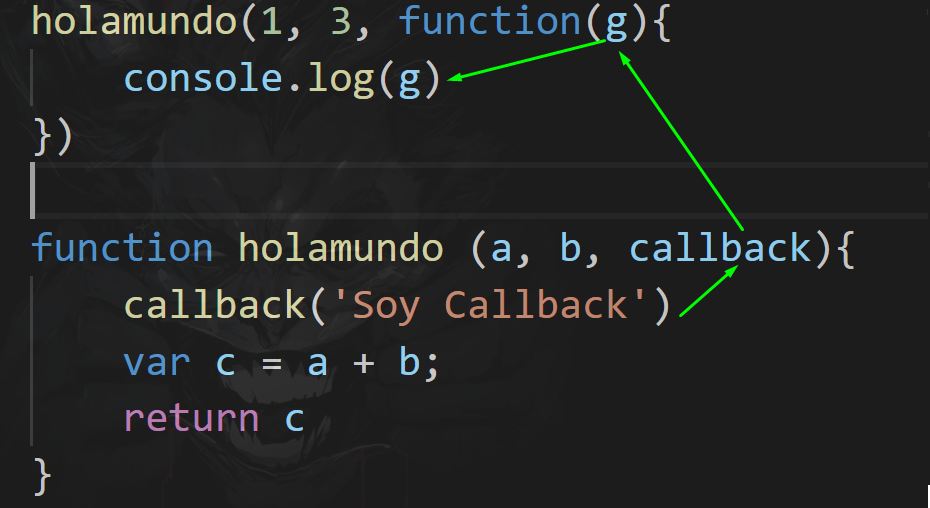 holamundo(1, 3, function(g){
console.log(g)
})
function holamundo (a, b, callback){
callback('Soy Callback')
var c = a + b;
return c
}